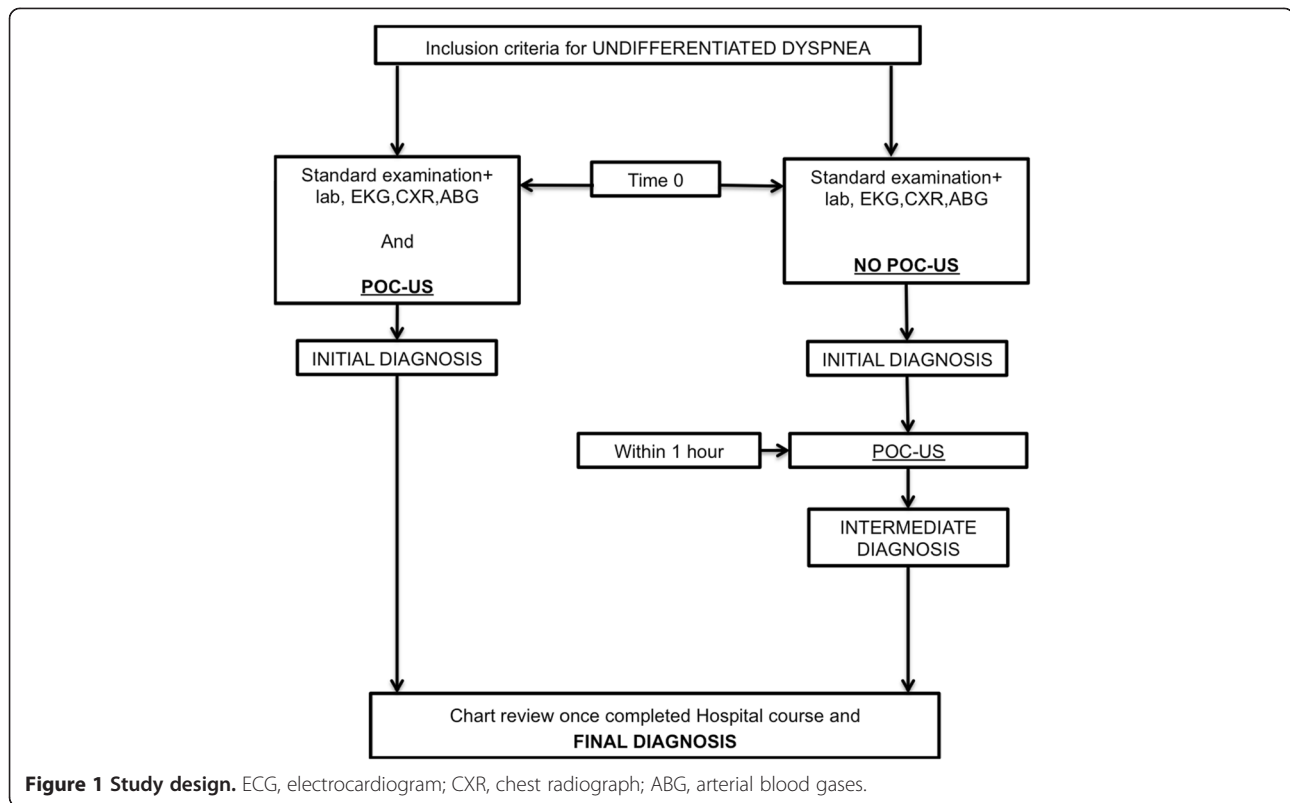 Inclusion criteria for UNDIFFERENTIATED DYSPNEA
Standard examination+
lab, EKG,CXR,ABG
And
POC-US
Time 0
Standard examination+
lab, EKG,CXR,ABG
NO POC-US
INITIAL DIAGNOSIS
INITIAL DIAGNOSIS
Within 1 hour
POC-US
INTERMEDIATE
DIAGNOSIS
Chart review once completed Hospital course and
FINAL DIAGNOSIS
Figure 1 Study design. ECG, electrocardiogram; CXR, chest radiograph; ABG, arterial blood gases.